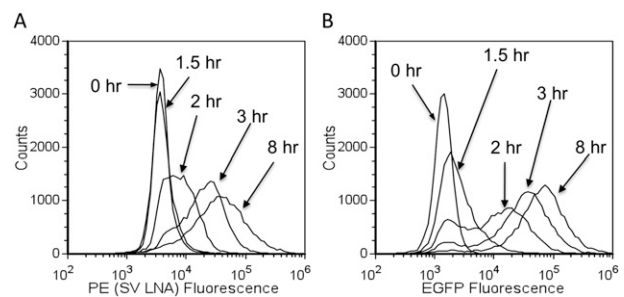 A
B
4000
3000
2000
1000
0
Counts
0 hr
1.5 hr
2 hr
3 hr
8 hr
10² 10³ 10⁴ 10⁵ 10⁶
PE (SV LNA) Fluorescence
4000
3000
2000
1000
0
Counts
0 hr
1.5 hr
2 hr
3 hr
8 hr
10² 10³ 10⁴ 10⁵ 10⁶
EGFP Fluorescence